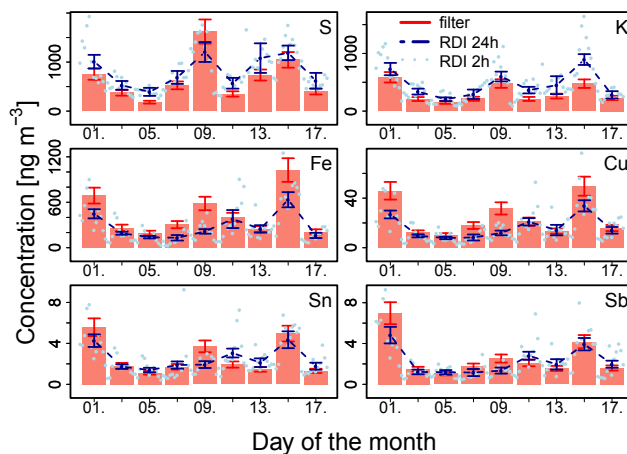 Concentration [ng m⁻³]
S
1000
0
01. 05. 09. 13. 17.
K
filter
RDI 24h
RDI 2h
1000
0
01. 05. 09. 13. 17.
Fe
1200
600
0
01. 05. 09. 13. 17.
Cu
40
0
01. 05. 09. 13. 17.
Sn
8
4
0
01. 05. 09. 13. 17.
Sb
8
4
0
01. 05. 09. 13. 17.
Day of the month